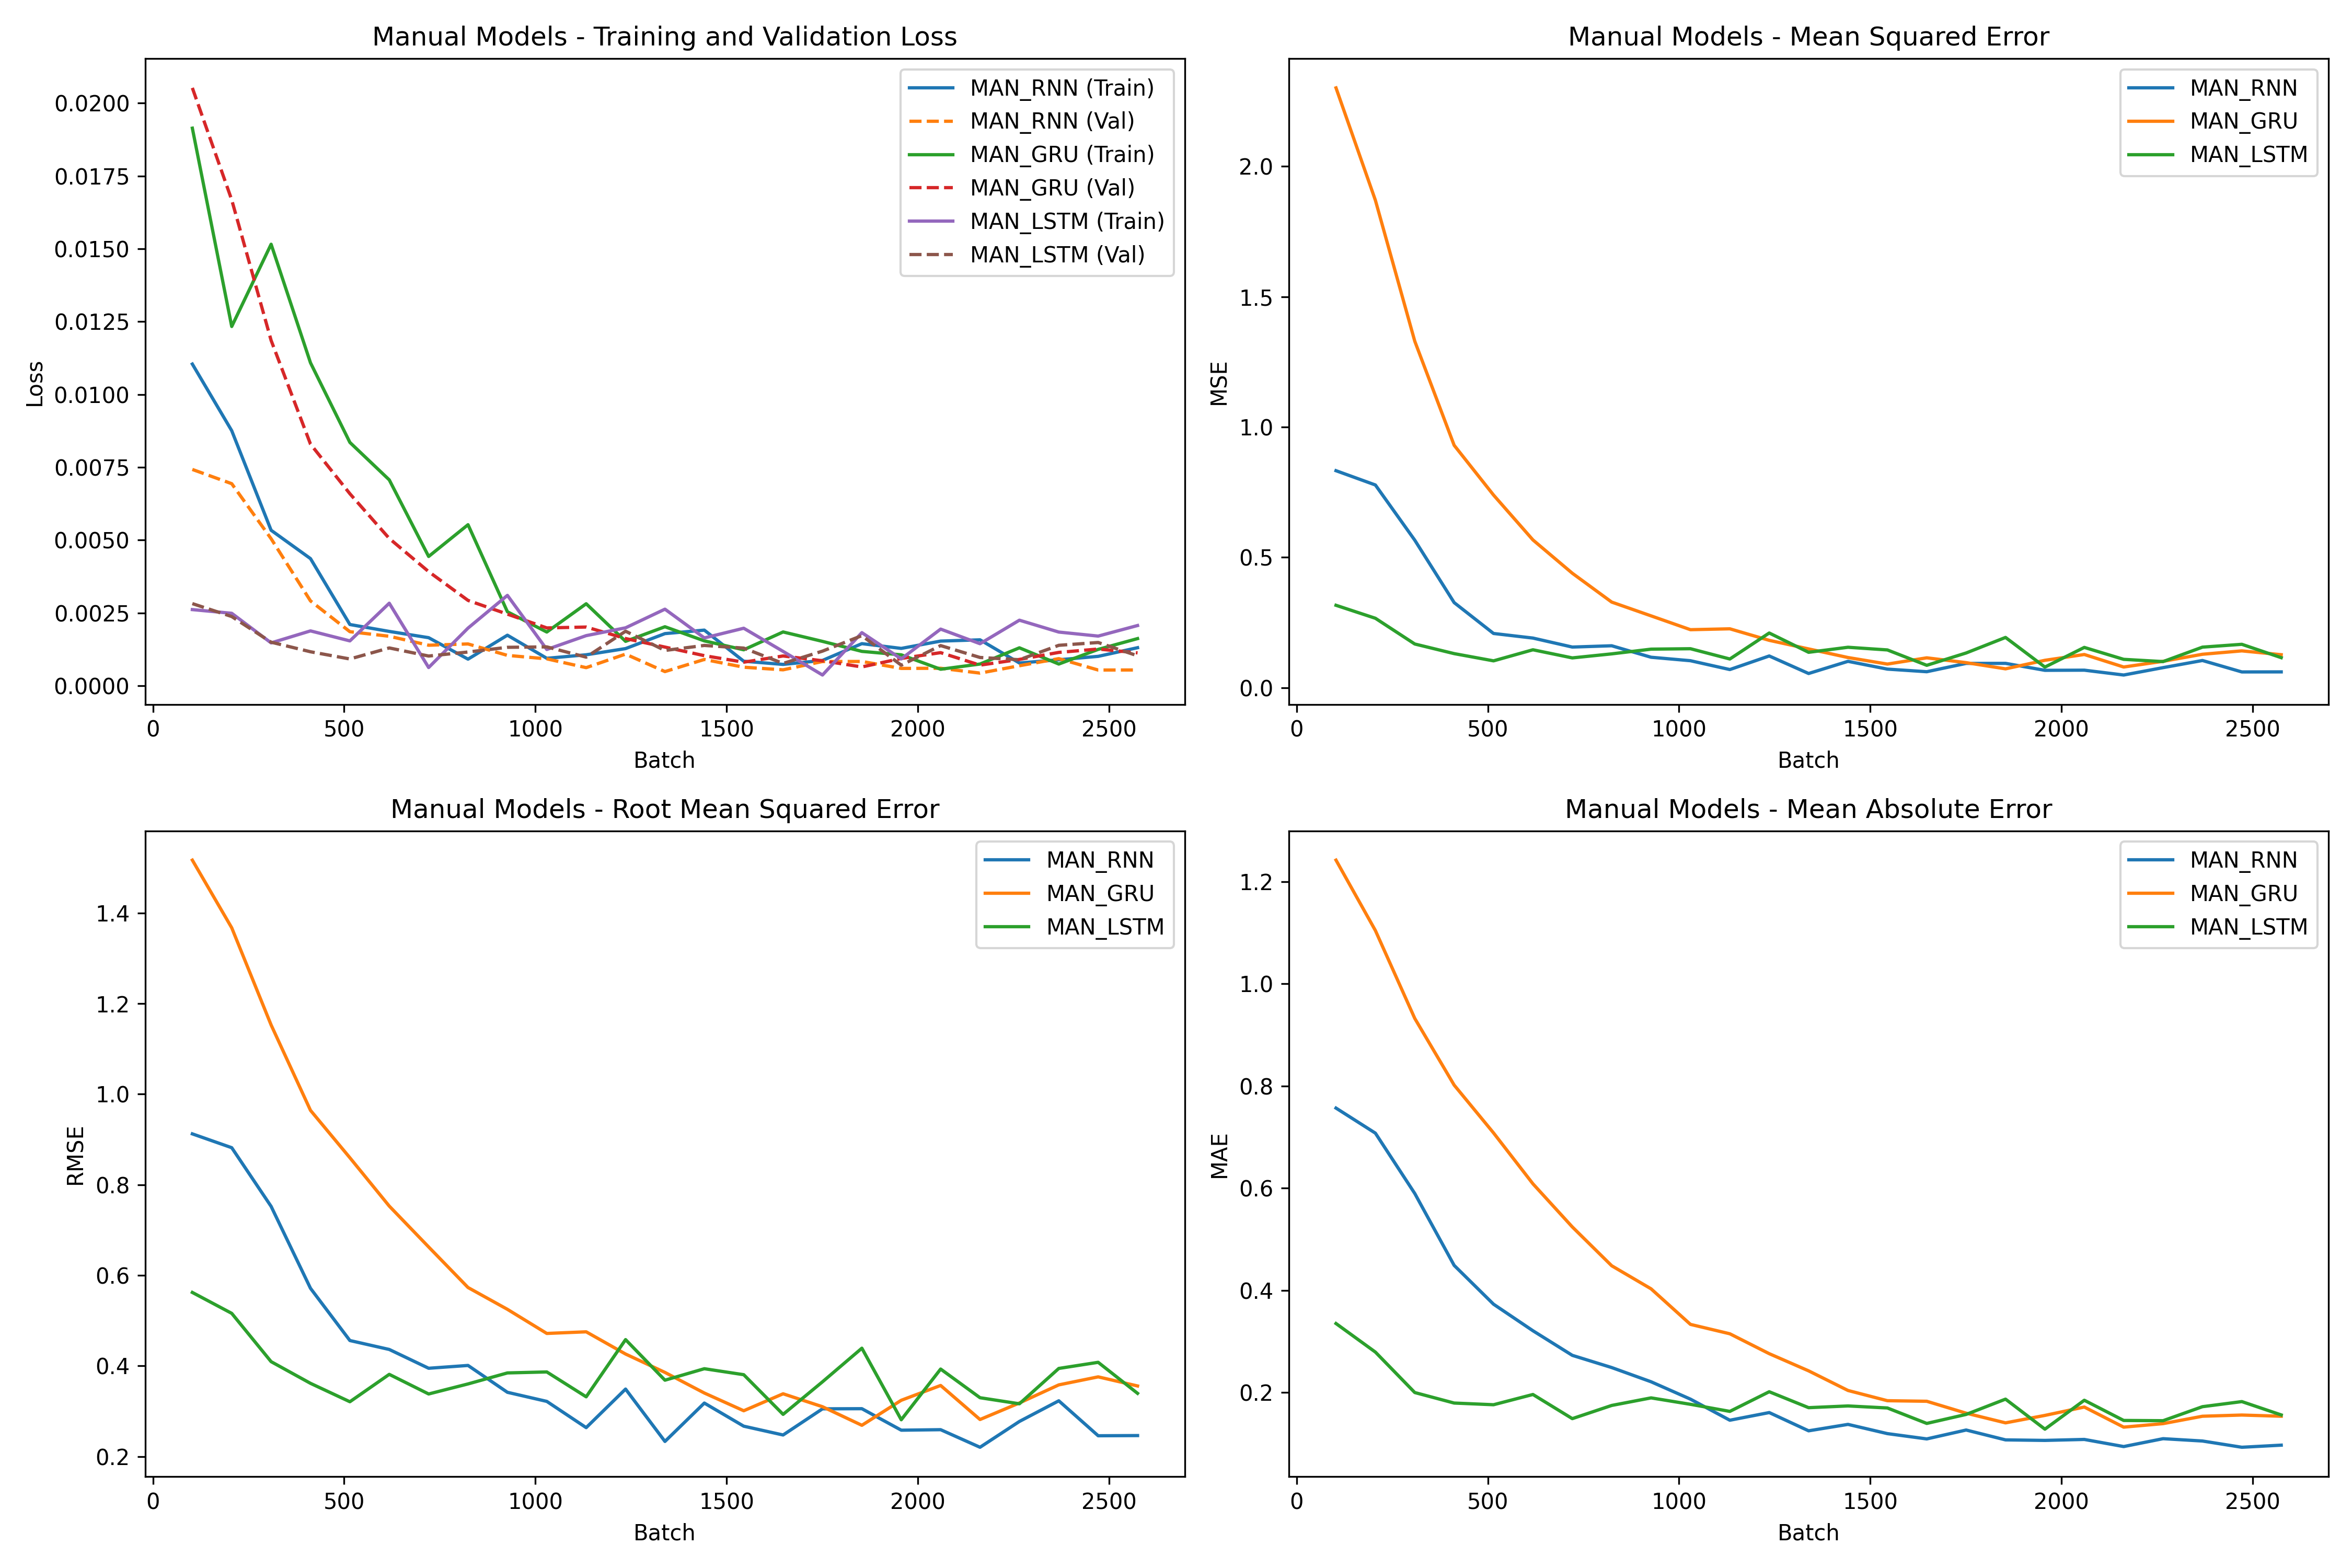 Manual Models - Training and Validation Loss
Loss
0.0200
0.0175
0.0150
0.0125
0.0100
0.0075
0.0050
0.0025
0.0000
MAN_RNN (Train)
MAN_RNN (Val)
MAN_GRU (Train)
MAN_GRU (Val)
MAN_LSTM (Train)
MAN_LSTM (Val)
0 500 1000 1500 2000 2500
Batch
Manual Models - Mean Squared Error
MSE
2.0
1.5
1.0
0.5
0.0
MAN_RNN
MAN_GRU
MAN_LSTM
0 500 1000 1500 2000 2500
Batch
Manual Models - Root Mean Squared Error
RMSE
1.4
1.2
1.0
0.8
0.6
0.4
0.2
MAN_RNN
MAN_GRU
MAN_LSTM
0 500 1000 1500 2000 2500
Batch
Manual Models - Mean Absolute Error
MAE
1.2
1.0
0.8
0.6
0.4
0.2
MAN_RNN
MAN_GRU
MAN_LSTM
0 500 1000 1500 2000 2500
Batch